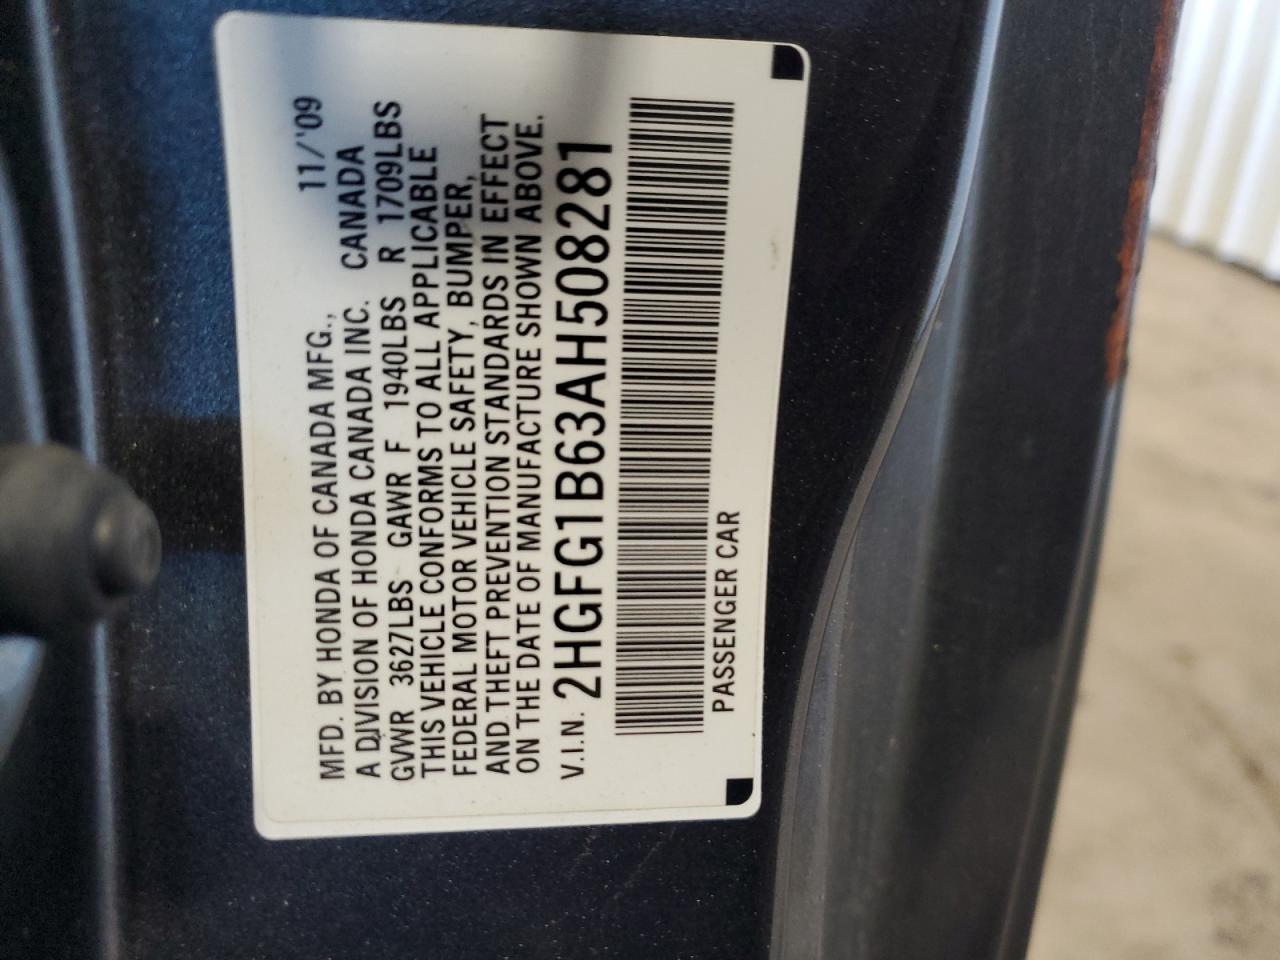 MFD. BY HONDA OF CANADA MFG., 11/'09
A DIVISION OF HONDA CANADA INC. CANADA
GVWR 3627LBS GAWR F 1940LBS R 1709LBS
THIS VEHICLE CONFORMS TO ALL APPLICABLE
FEDERAL MOTOR VEHICLE SAFETY, BUMPER,
AND THEFT PREVENTION STANDARDS IN EFFECT
ON THE DATE OF MANUFACTURE SHOWN ABOVE.
V.I.N. 2HGFG1B63AH508281
PASSENGER CAR